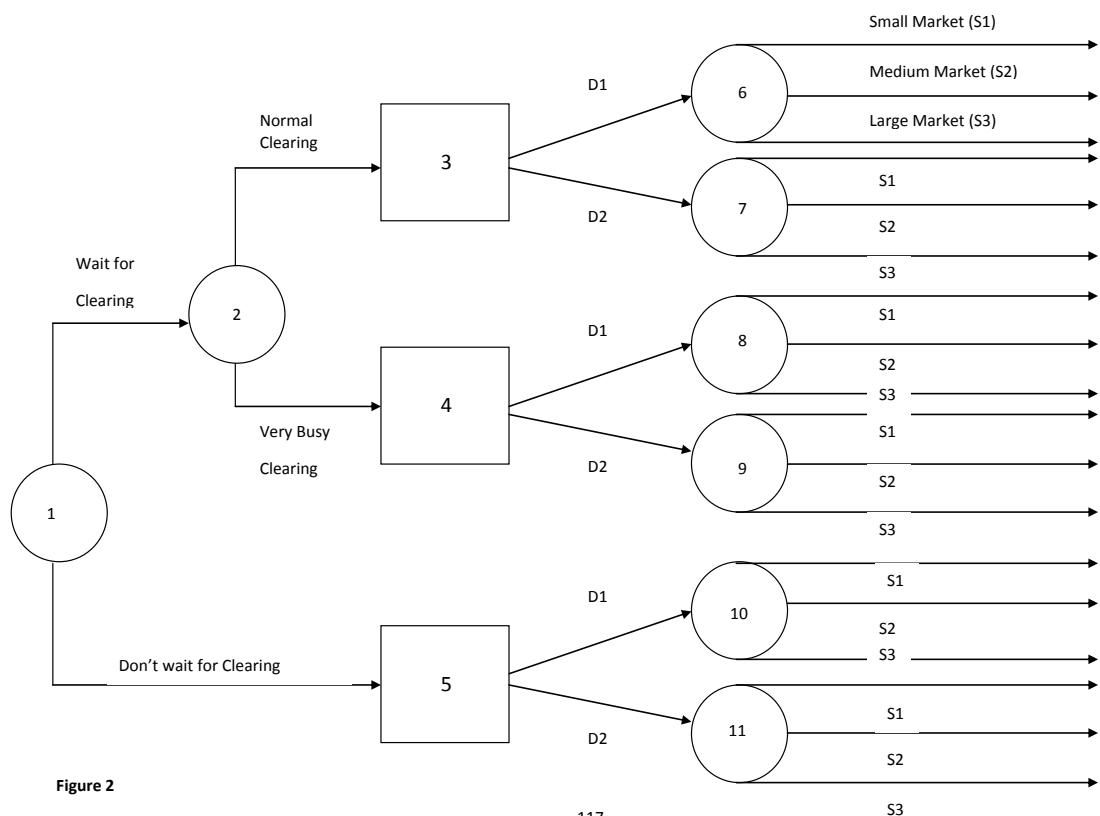 Small Market (S1)
Medium Market (S2)
Large Market (S3)
D1
6
Normal
Clearing
3
S1
7
D2
S2
S3
Wait for
Clearing
2
S1
D1
8
S2
S3
4
S1
Very Busy
Clearing
D2
9
S2
S3
1
S1
D1
10
S2
S3
Don't wait for Clearing
5
S1
D2
11
S2
S3
Figure 2
117